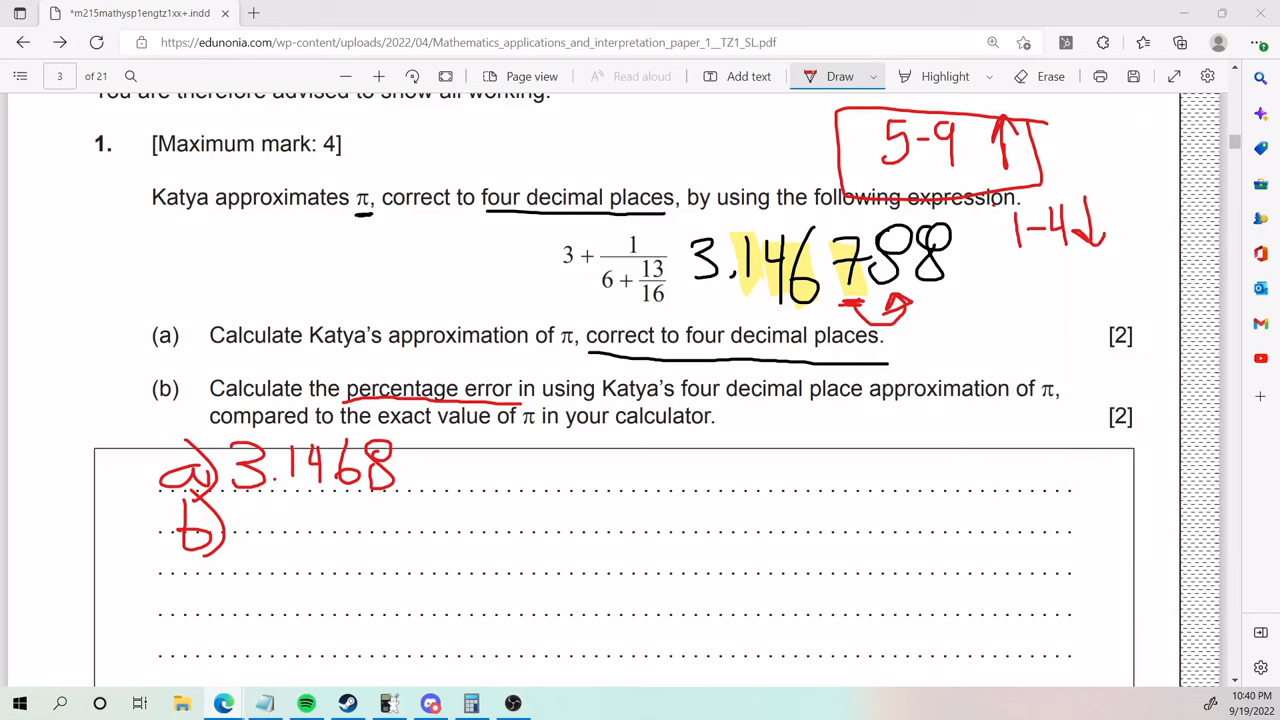 *m215mathysp1engtz1xx+.indd
https://edunonia.com/wp-content/uploads/2022/04/Mathematics_applications_and_interpretation_paper_1__TZ1_SL.pdf
3 of 21
Page view
Read aloud
Add text
Draw
Highlight
Erase
You are therefore advised to show all working.
5-9 ↑
1. [Maximum mark: 4]
Katya approximates π, correct to four decimal places, by using the following expression.
1-4↓
3 + 1/(6 + 13/16) 3.146788
(a) Calculate Katya's approximation of π, correct to four decimal places. [2]
(b) Calculate the percentage error in using Katya's four decimal place approximation of π,
compared to the exact value of π in your calculator. [2]
a) 3.1468
b)
10:40 PM
9/19/2022